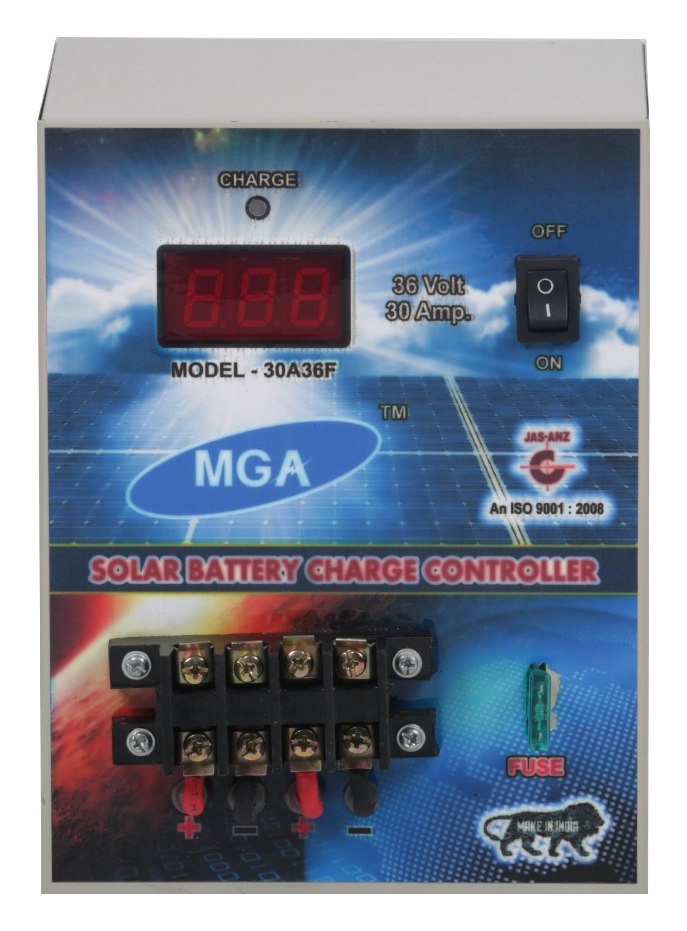 CHARGE
OFF
888
36 Volt
30 Amp.
O
I
ON
MODEL - 30A36F
TM
MGA
JAS-ANZ
An ISO 9001 : 2008
SOLAR BATTERY CHARGE CONTROLLER
FUSE
+ - + -
MAKE IN INDIA